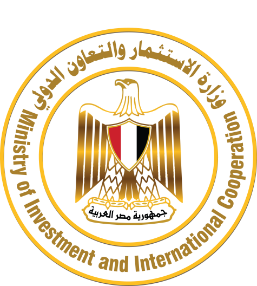 وزارة الاستثمار والتعاون الدولي
جمهورية مصر العربية
Ministry of Investment and International Cooperation